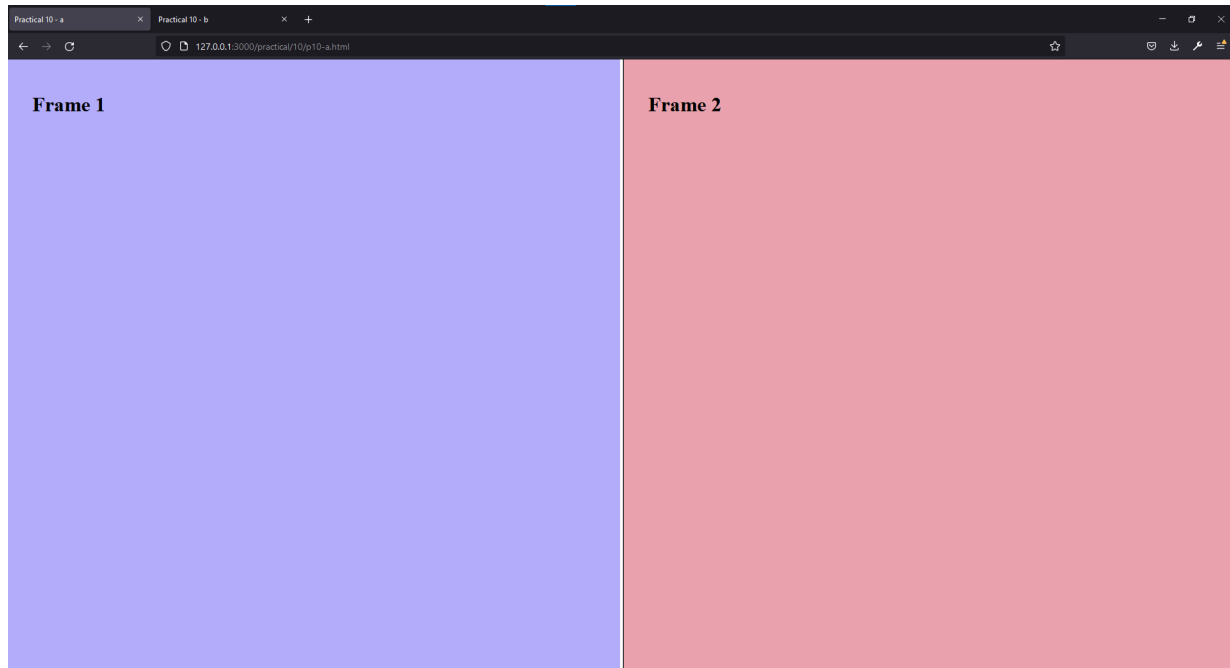 Practical 10 - a
Practical 10 - b
127.0.0.1:3000/practical/10/p10-a.html
Frame 1
Frame 2